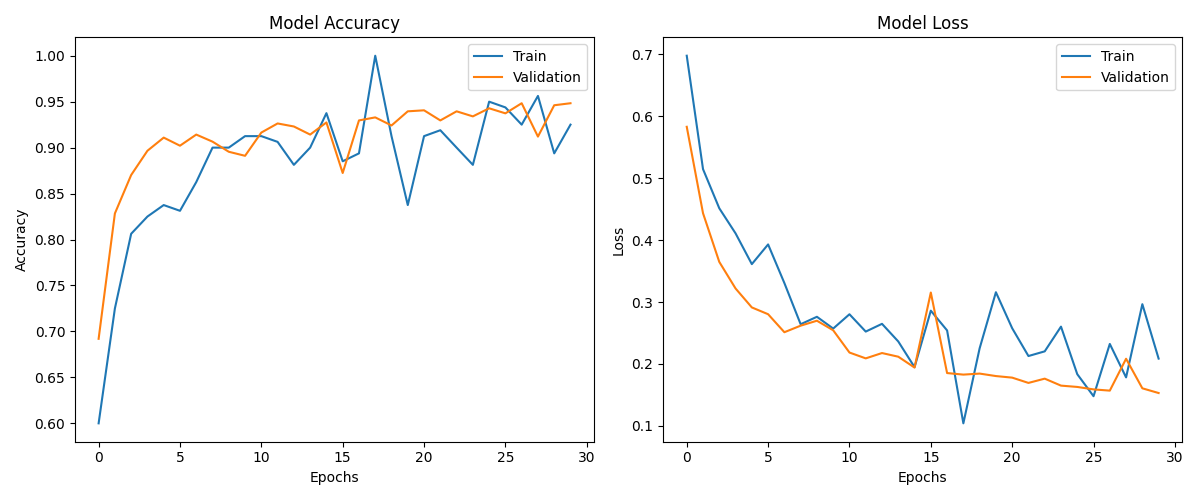 Model Accuracy
Train
Validation
1.00
0.95
0.90
0.85
0.80
0.75
0.70
0.65
0.60
Accuracy
0 5 10 15 20 25 30
Epochs
Model Loss
Train
Validation
0.7
0.6
0.5
0.4
0.3
0.2
0.1
Loss
0 5 10 15 20 25 30
Epochs